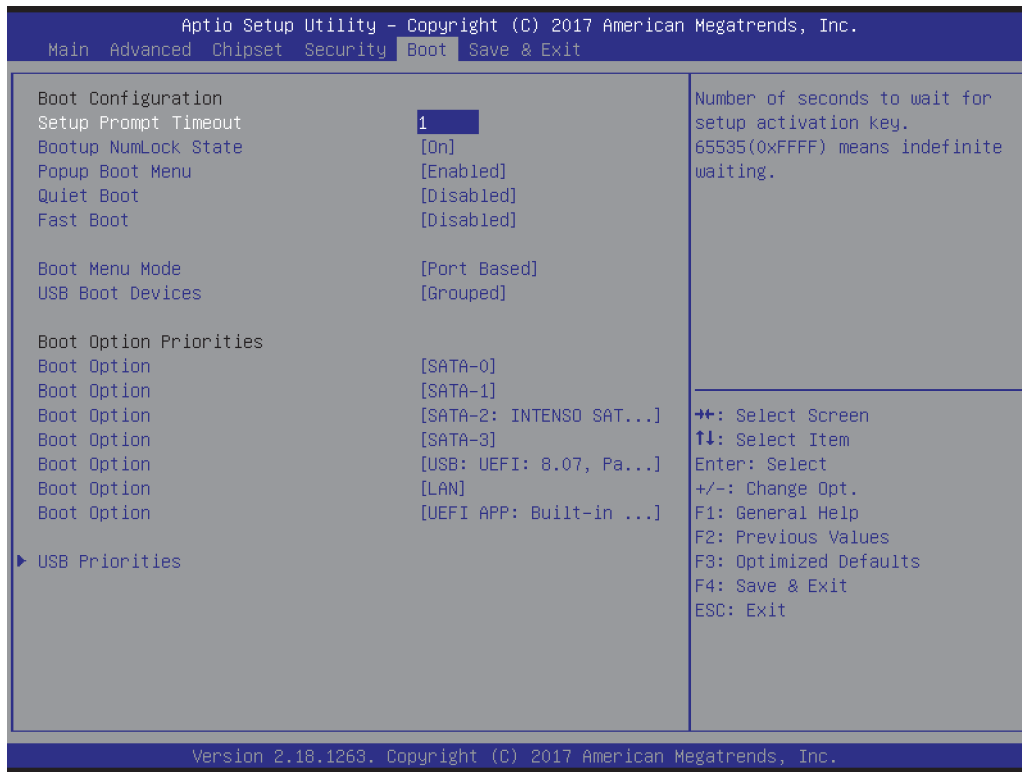 Aptio Setup Utility – Copyright (C) 2017 American Megatrends, Inc.
Main Advanced Chipset Security Boot Save & Exit
Boot Configuration
Setup Prompt Timeout 1
Bootup NumLock State [On]
Popup Boot Menu [Enabled]
Quiet Boot [Disabled]
Fast Boot [Disabled]
Boot Menu Mode [Port Based]
USB Boot Devices [Grouped]
Boot Option Priorities
Boot Option [SATA-0]
Boot Option [SATA-1]
Boot Option [SATA-2: INTENSO SAT...]
Boot Option [SATA-3]
Boot Option [USB: UEFI: 8.07, Pa...]
Boot Option [LAN]
Boot Option [UEFI APP: Built-in ...]
USB Priorities
Number of seconds to wait for
setup activation key.
65535(0xFFFF) means indefinite
waiting.
→←: Select Screen
↑↓: Select Item
Enter: Select
+/-: Change Opt.
F1: General Help
F2: Previous Values
F3: Optimized Defaults
F4: Save & Exit
ESC: Exit
Version 2.18.1263. Copyright (C) 2017 American Megatrends, Inc.